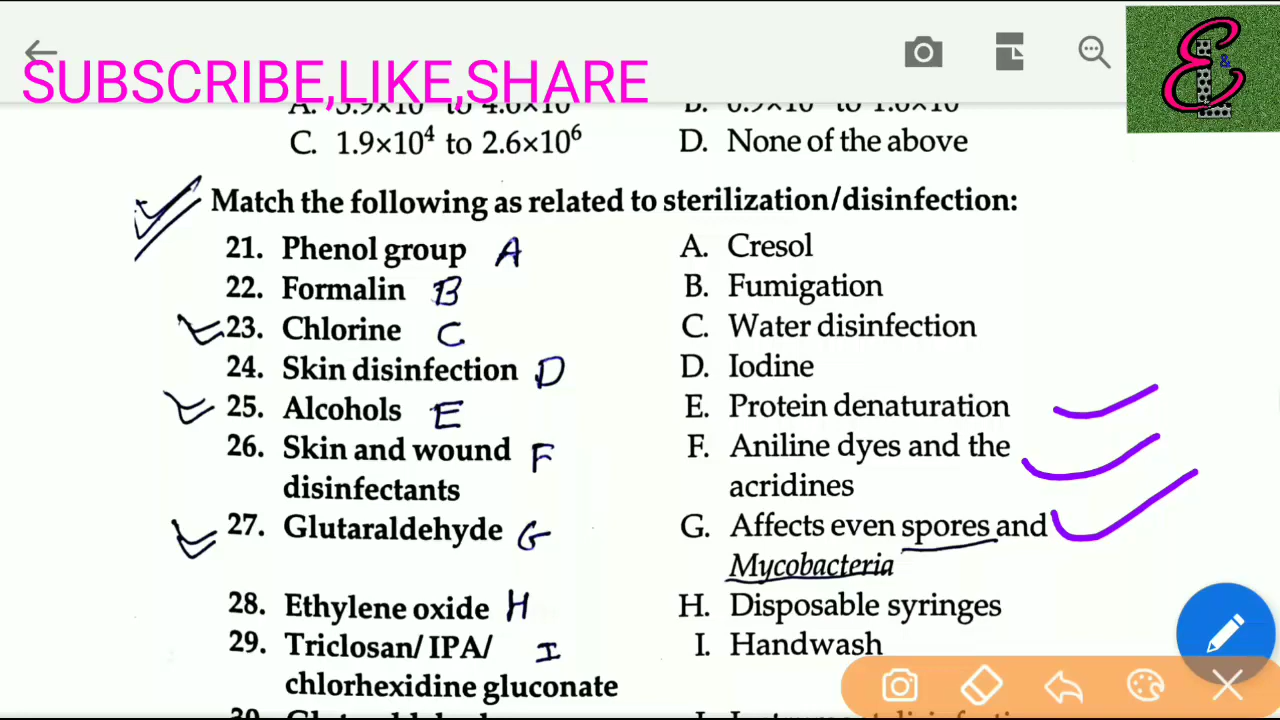 SUBSCRIBE,LIKE,SHARE
E &
C. 1.9×10⁴ to 2.6×10⁶ D. None of the above
Match the following as related to sterilization/disinfection:
21. Phenol group A A. Cresol
22. Formalin B B. Fumigation
23. Chlorine C C. Water disinfection
24. Skin disinfection D D. Iodine
25. Alcohols E E. Protein denaturation
26. Skin and wound F F. Aniline dyes and the
disinfectants acridines
27. Glutaraldehyde G G. Affects even spores and
Mycobacteria
28. Ethylene oxide H H. Disposable syringes
29. Triclosan/ IPA/ I I. Handwash
chlorhexidine gluconate